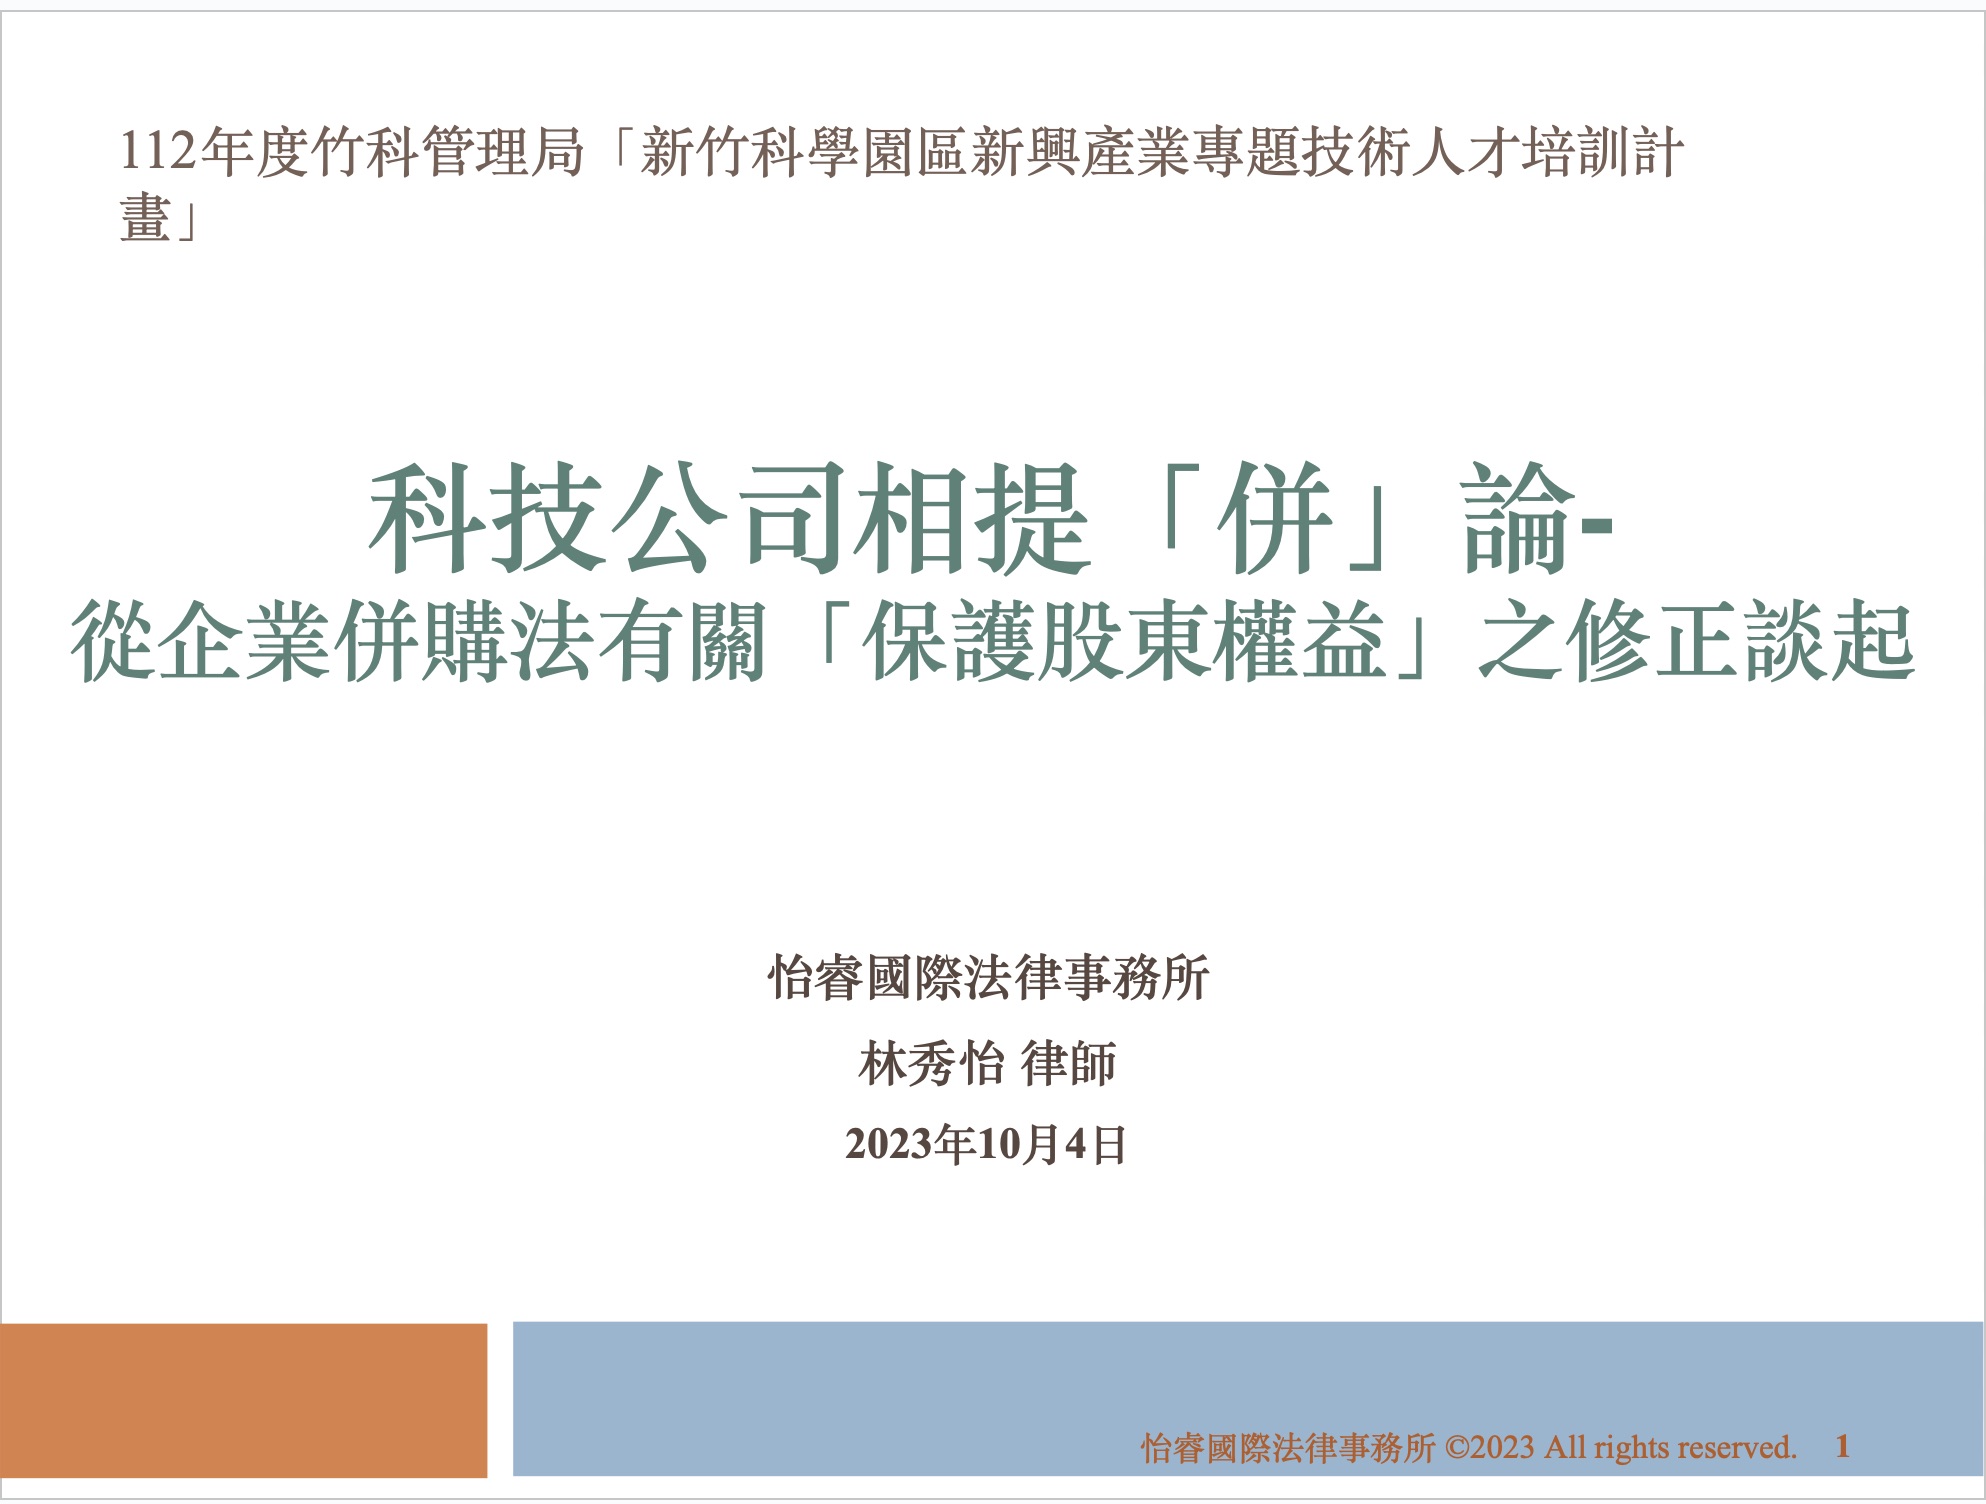 112年度竹科管理局「新竹科學園區新興產業專題技術人才培訓計
畫」
科技公司相提「併」論-
從企業併購法有關「保護股東權益」之修正談起
怡睿國際法律事務所
林秀怡 律師
2023年10月4日
怡睿國際法律事務所 ©2023 All rights reserved. 1